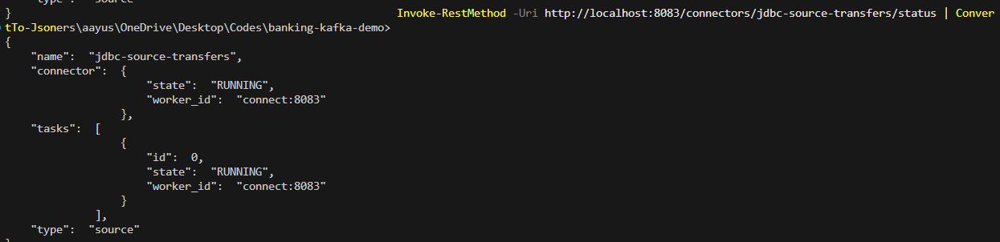 "type": "source"
} Invoke-RestMethod -Uri http://localhost:8083/connectors/jdbc-source-transfers/status | Conver
tTo-Jsoners\aayus\OneDrive\Desktop\Codes\banking-kafka-demo>
{
    "name":  "jdbc-source-transfers",
    "connector":  {
                      "state":  "RUNNING",
                      "worker_id":  "connect:8083"
                  },
    "tasks":  [
                  {
                      "id":  0,
                      "state":  "RUNNING",
                      "worker_id":  "connect:8083"
                  }
              ],
    "type":  "source"
}